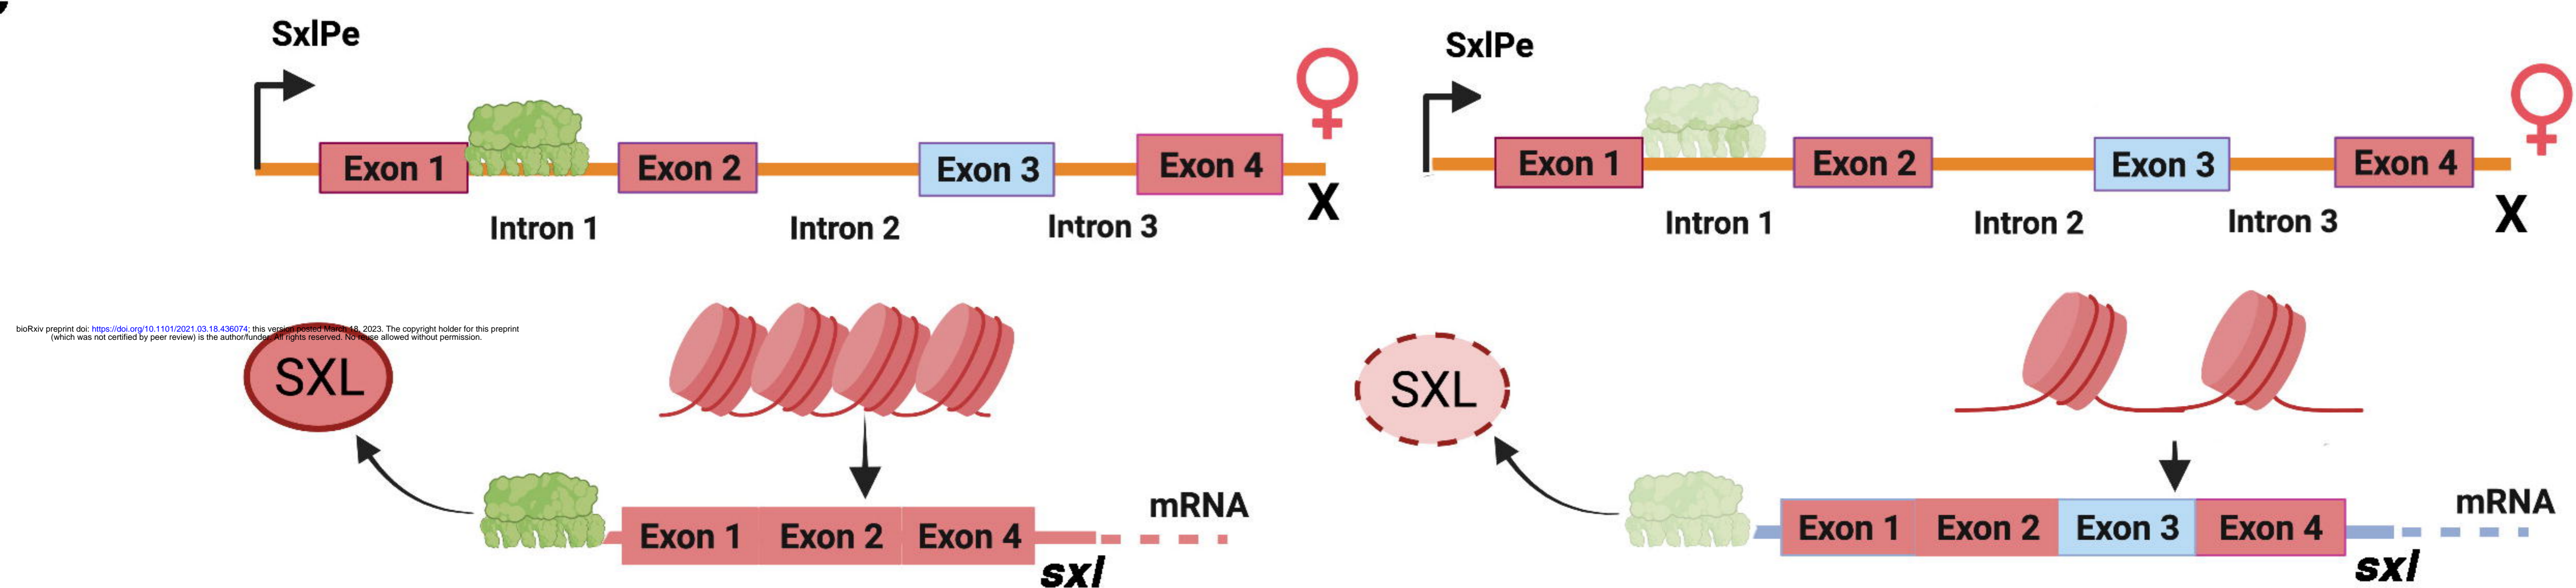 SxlPe
Exon 1
Exon 2
Exon 3
Exon 4
X
Intron 1
Intron 2
Intron 3
SxlPe
Exon 1
Exon 2
Exon 3
Exon 4
X
Intron 1
Intron 2
Intron 3
bioRxiv preprint doi: https://doi.org/10.1101/2021.03.18.436074; this version posted March 18, 2023. The copyright holder for this preprint
(which was not certified by peer review) is the author/funder. All rights reserved. No reuse allowed without permission.
SXL
mRNA
Exon 1 Exon 2 Exon 4
sxl
SXL
mRNA
Exon 1 Exon 2 Exon 3 Exon 4
sxl